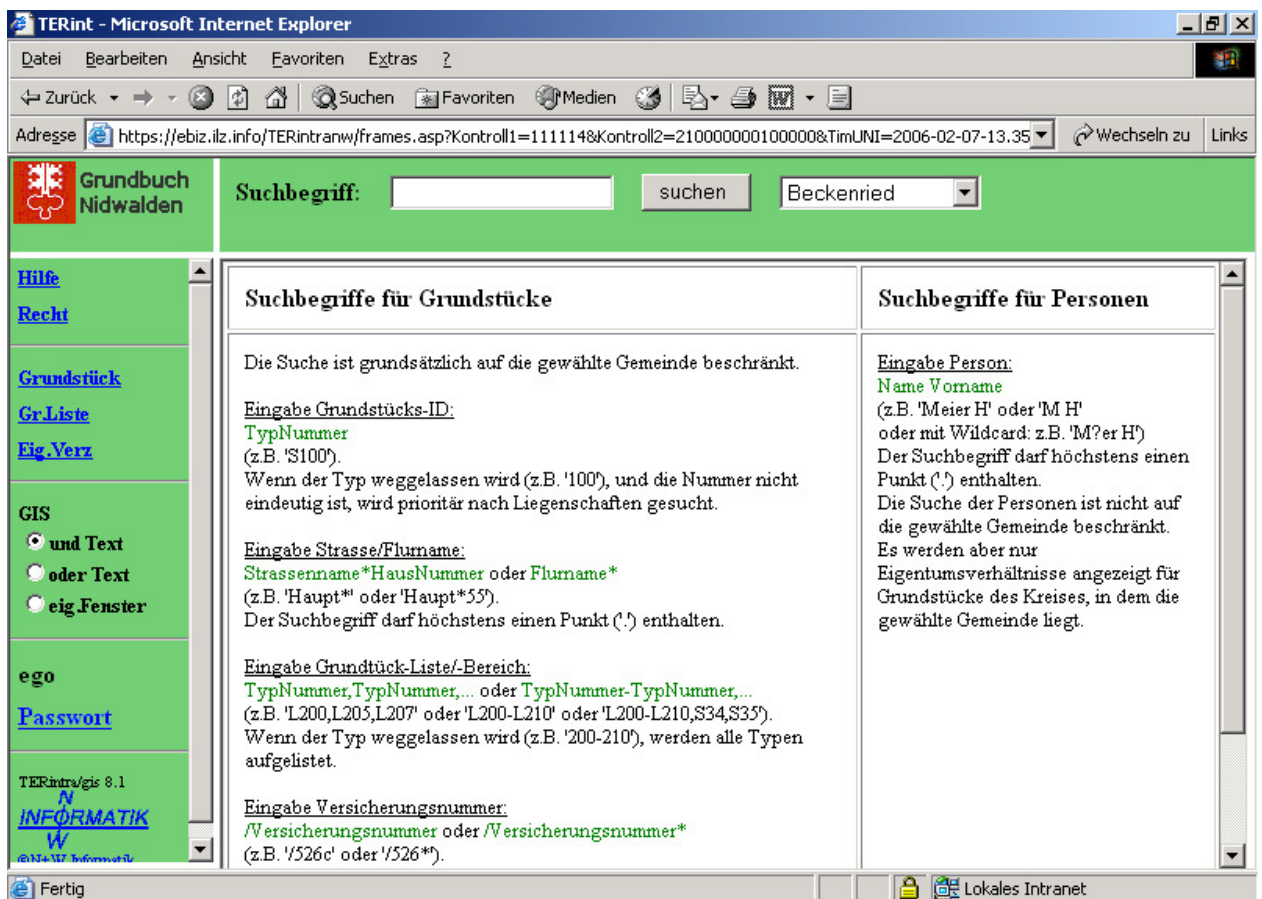 TERint - Microsoft Internet Explorer
Datei Bearbeiten Ansicht Favoriten Extras ?
Zurück Suchen Favoriten Medien
Adresse https://ebiz.ilz.info/TERintranw/frames.asp?Kontroll1=111114&Kontroll2=210000000100000&TimUNI=2006-02-07-13.35 Wechseln zu Links
Grundbuch
Nidwalden
Suchbegriff: suchen Beckenried
Hilfe
Recht
Grundstück
Gr.Liste
Eig.Verz
GIS
und Text
oder Text
eig.Fenster
ego
Passwort
TERintra/gis 8.1
N
INFORMATIK
W
©N+W Informatik
Suchbegriffe für Grundstücke
Die Suche ist grundsätzlich auf die gewählte Gemeinde beschränkt.
Eingabe Grundstücks-ID:
TypNummer
(z.B. 'S100').
Wenn der Typ weggelassen wird (z.B. '100'), und die Nummer nicht
eindeutig ist, wird prioritär nach Liegenschaften gesucht.
Eingabe Strasse/Flurname:
Strassenname*HausNummer oder Flurname*
(z.B. 'Haupt*' oder 'Haupt*55').
Der Suchbegriff darf höchstens einen Punkt ('.') enthalten.
Eingabe Grundtück-Liste/-Bereich:
TypNummer,TypNummer,... oder TypNummer-TypNummer,...
(z.B. 'L200,L205,L207' oder 'L200-L210' oder 'L200-L210,S34,S35').
Wenn der Typ weggelassen wird (z.B. '200-210'), werden alle Typen
aufgelistet.
Eingabe Versicherungsnummer:
/Versicherungsnummer oder /Versicherungsnummer*
(z.B. '/526c' oder '/526*').
Suchbegriffe für Personen
Eingabe Person:
Name Vorname
(z.B. 'Meier H' oder 'M H'
oder mit Wildcard: z.B. 'M?er H')
Der Suchbegriff darf höchstens einen
Punkt ('.') enthalten.
Die Suche der Personen ist nicht auf
die gewählte Gemeinde beschränkt.
Es werden aber nur
Eigentumsverhältnisse angezeigt für
Grundstücke des Kreises, in dem die
gewählte Gemeinde liegt.
Fertig
Lokales Intranet